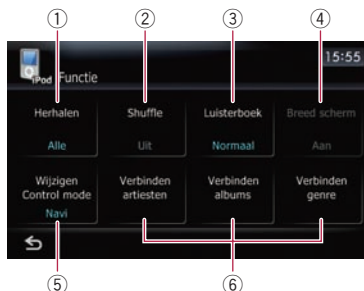 ① ② ③ ④
15:55
iPod Functie
Herhalen Shuffle Luisterboek Breed scherm
Alle Uit Normaal Aan
Wijzigen Verbinden Verbinden Verbinden
Control mode artiesten albums genre
Navi
⑤ ⑥